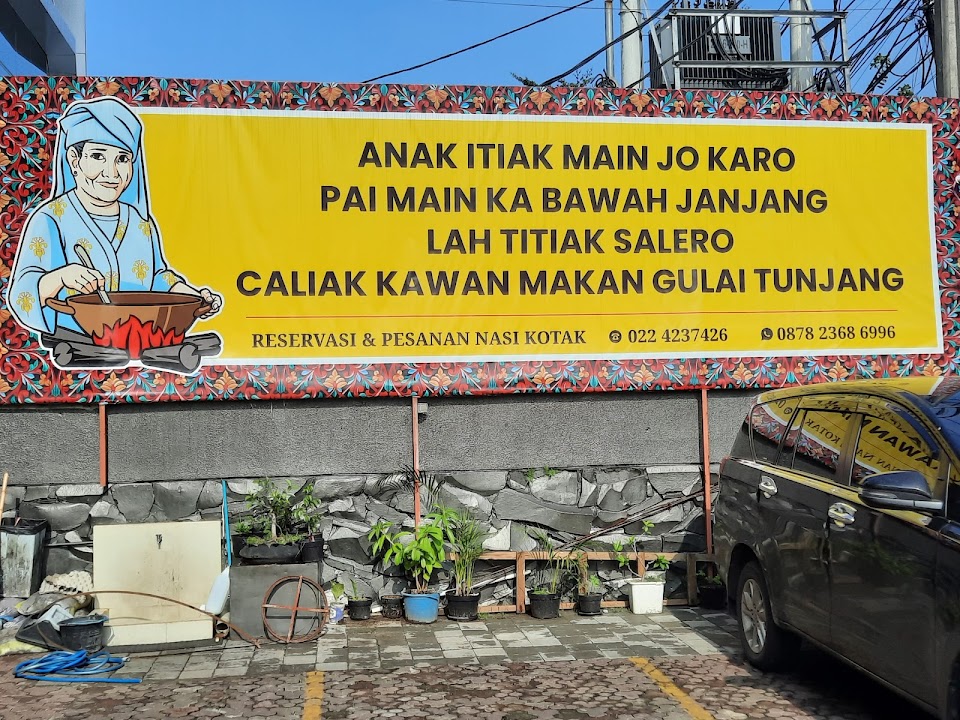 ANAK ITIAK MAIN JO KARO
PAI MAIN KA BAWAH JANJANG
LAH TITIAK SALERO
CALIAK KAWAN MAKAN GULAI TUNJANG
RESERVASI & PESANAN NASI KOTAK 022 4237426 0878 2368 6996